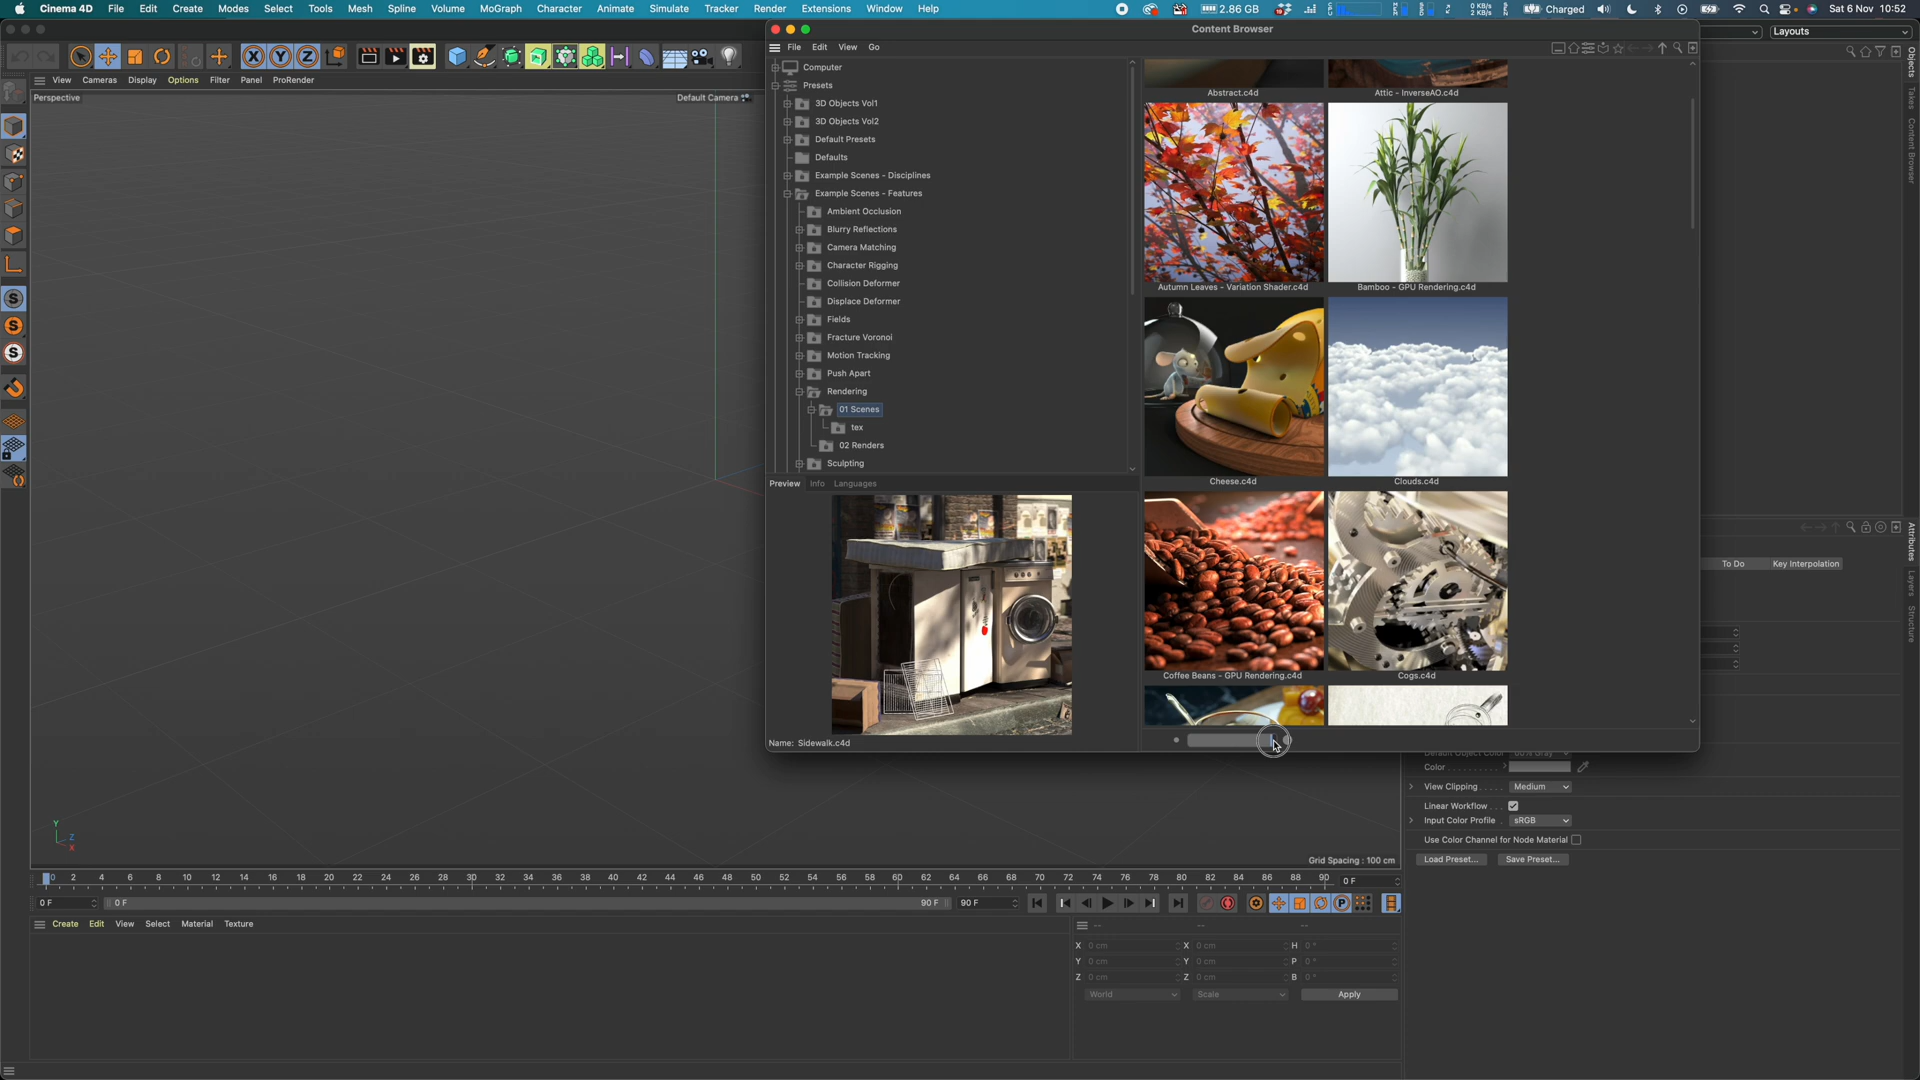 Cinema 4D File Edit Create Modes Select Tools Mesh Spline Volume MoGraph Character Animate Simulate Tracker Render Extensions Window Help 2.86 GB Charged Sat 6 Nov 10:52
Content Browser
Layouts
File Edit View Go
View Cameras Display Options Filter Panel ProRender
Perspective
Default Camera
Computer
Presets
3D Objects Vol1
3D Objects Vol2
Default Presets
Defaults
Example Scenes - Disciplines
Example Scenes - Features
Ambient Occlusion
Blurry Reflections
Camera Matching
Character Rigging
Collision Deformer
Displace Deformer
Fields
Fracture Voronoi
Motion Tracking
Push Apart
Rendering
01 Scenes
tex
02 Renders
Sculpting
Preview Info Languages
Name: Sidewalk.c4d
Abstract.c4d
Attic - InverseAO.c4d
Autumn Leaves - Variation Shader.c4d
Bamboo - GPU Rendering.c4d
Cheese.c4d
Clouds.c4d
Coffee Beans - GPU Rendering.c4d
Cogs.c4d
Objects
Takes
Content Browser
Attributes
Layers
Structure
To Do Key Interpolation
Color
View Clipping Medium
Linear Workflow
Input Color Profile sRGB
Use Color Channel for Node Material
Load Preset... Save Preset...
Y
Z
X
Grid Spacing : 100 cm
0 2 4 6 8 10 12 14 16 18 20 22 24 26 28 30 32 34 36 38 40 42 44 46 48 50 52 54 56 58 60 62 64 66 68 70 72 74 76 78 80 82 84 86 88 90 0 F
0 F 0 F 90 F 90 F
Create Edit View Select Material Texture
-- -- --
X 0 cm X 0 cm H 0 °
Y 0 cm Y 0 cm P 0 °
Z 0 cm Z 0 cm B 0 °
World Scale Apply